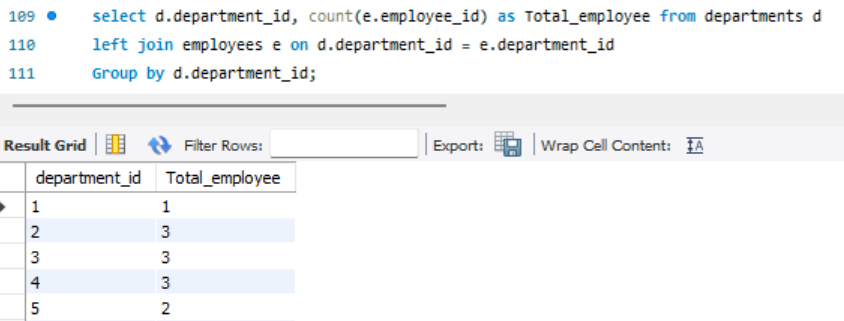 109 select d.department_id, count(e.employee_id) as Total_employee from departments d
110 left join employees e on d.department_id = e.department_id
111 Group by d.department_id;
Result Grid Filter Rows: Export: Wrap Cell Content: IA
department_id Total_employee
1 1
2 3
3 3
4 3
5 2